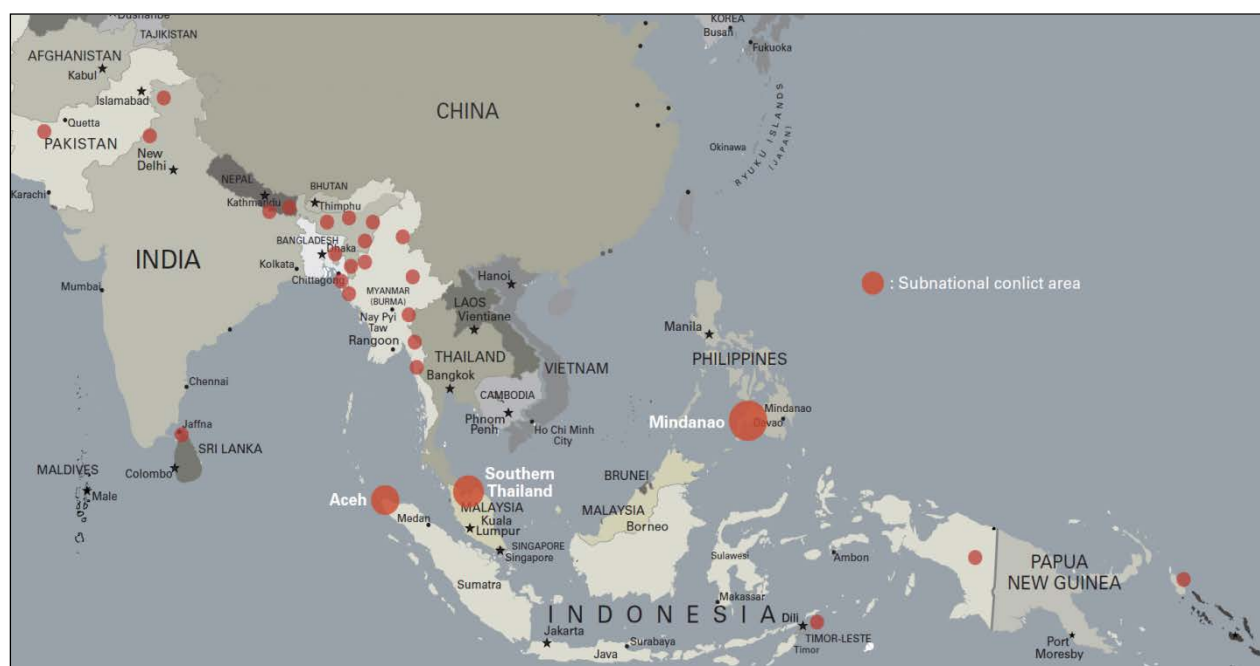 Dushanbe
TAJIKISTAN
AFGHANISTAN
Kabul
Islamabad
Quetta
PAKISTAN
New
Delhi
Karachi
NEPAL
Kathmandu
BHUTAN
Thimphu
BANGLADESH
Dhaka
INDIA
Kolkata
Chittagong
Mumbai
MYANMAR
(BURMA)
Nay Pyi
Taw
Rangoon
CHINA
KOREA
Busan
Fukuoka
Okinawa
RYUKU ISLANDS
(JAPAN)
Hanoi
LAOS
Vientiane
THAILAND
Bangkok
VIETNAM
CAMBODIA
Phnom
Penh
Ho Chi Minh
City
: Subnational conlict area
Manila
PHILIPPINES
Mindanao
Mindanao
Davao
Chennai
Jaffna
SRI LANKA
Colombo
MALDIVES
Male
Aceh
Southern
Thailand
Medan
MALAYSIA
Kuala
Lumpur
SINGAPORE
Singapore
BRUNEI
MALAYSIA
Borneo
Sumatra
Sulawesi
Ambon
Makassar
INDONESIA
Jakarta
Java
Surabaya
Dili
TIMOR-LESTE
Timor
PAPUA
NEW GUINEA
Port
Moresby